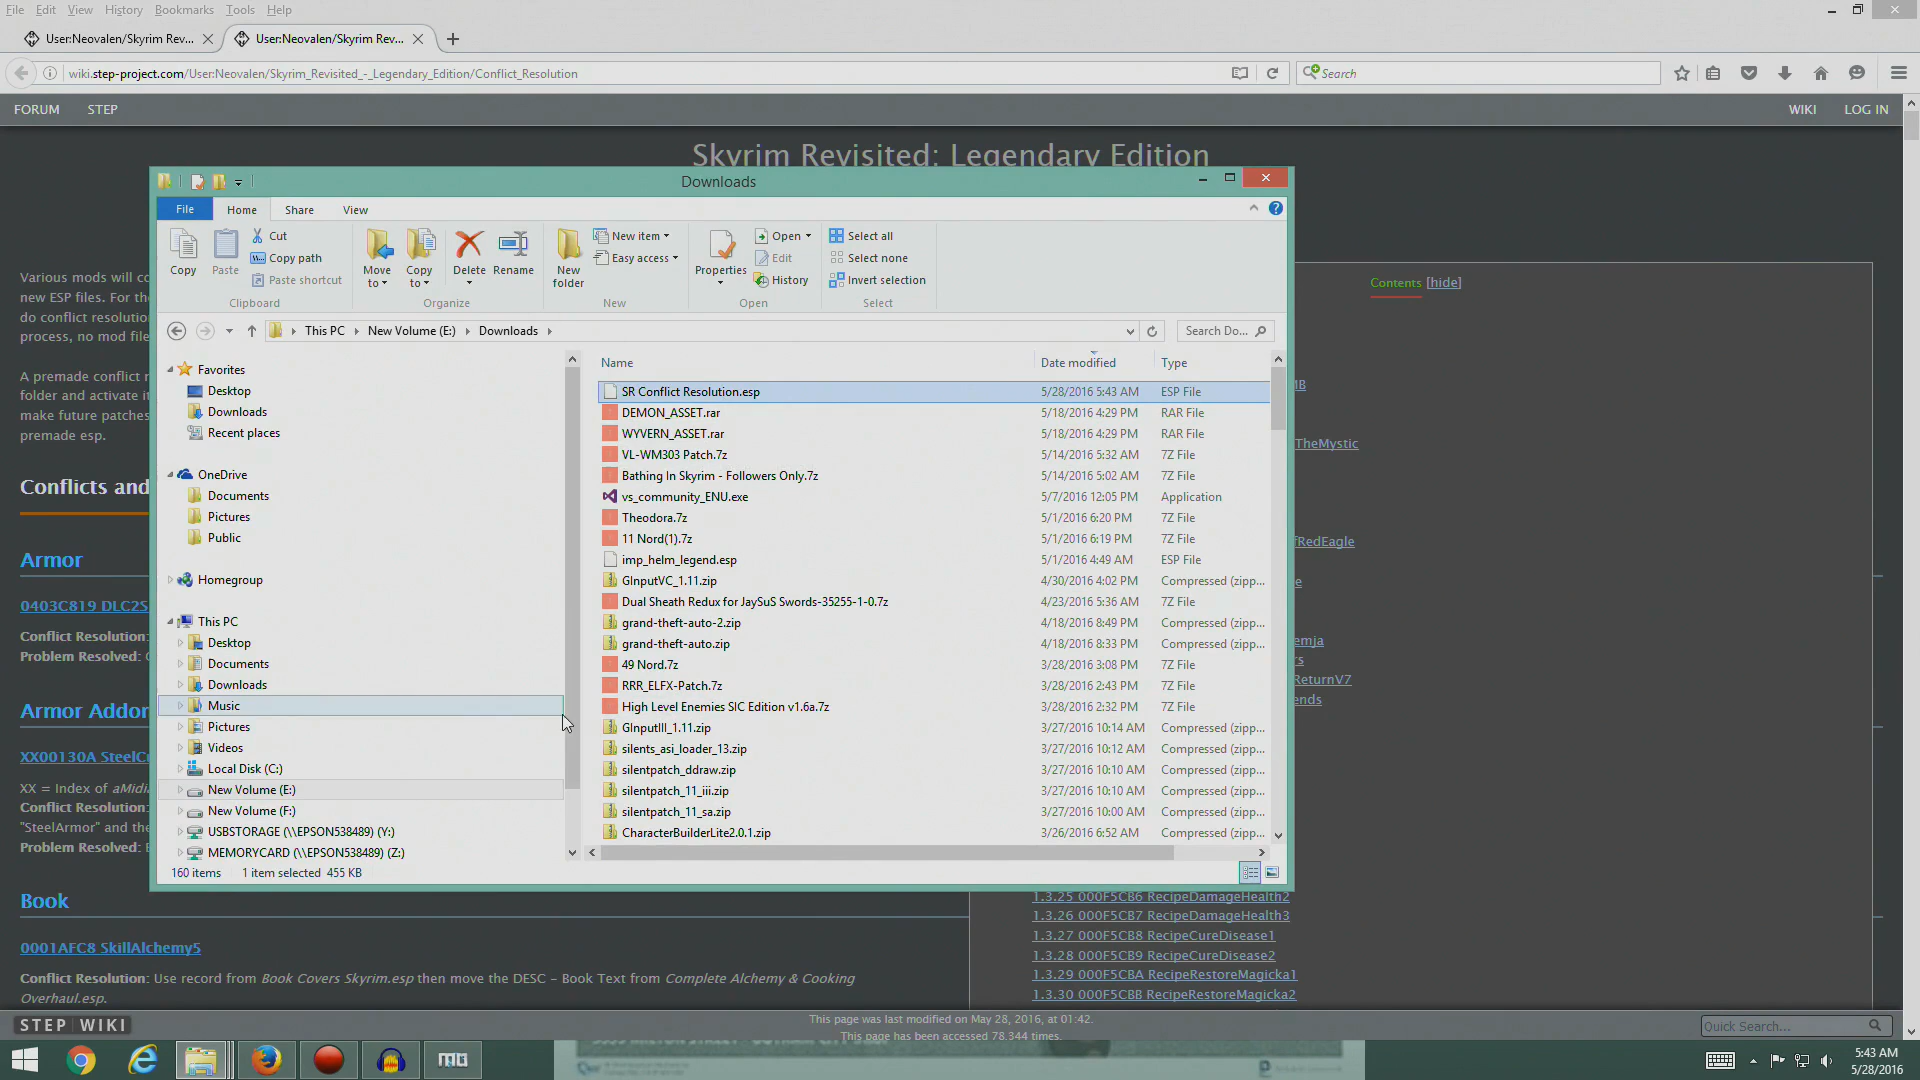 File Edit View History Bookmarks Tools Help
User:Neovalen/Skyrim Rev... User:Neovalen/Skyrim Rev...
wiki.step-project.com/User:Neovalen/Skyrim_Revisited_-_Legendary_Edition/Conflict_Resolution Search
FORUM STEP WIKI LOG IN
Skyrim Revisited: Legendary Edition
Downloads
File Home Share View
Copy Paste Cut Copy path Paste shortcut Clipboard
Move to Copy to Delete Rename Organize
New folder New item Easy access New
Properties Open Edit History Open
Select all Select none Invert selection Select
This PC New Volume (E:) Downloads Search Do...
Favorites
Desktop
Downloads
Recent places
OneDrive
Documents
Pictures
Public
Homegroup
This PC
Desktop
Documents
Downloads
Music
Pictures
Videos
Local Disk (C:)
New Volume (E:)
New Volume (F:)
USBSTORAGE (\\EPSON538489) (Y:)
MEMORYCARD (\\EPSON538489) (Z:)
Name Date modified Type
SR Conflict Resolution.esp 5/28/2016 5:43 AM ESP File
DEMON_ASSET.rar 5/18/2016 4:29 PM RAR File
WYVERN_ASSET.rar 5/18/2016 4:29 PM RAR File
VL-WM303 Patch.7z 5/14/2016 5:32 AM 7Z File
Bathing In Skyrim - Followers Only.7z 5/14/2016 5:02 AM 7Z File
vs_community_ENU.exe 5/7/2016 12:05 PM Application
Theodora.7z 5/1/2016 6:20 PM 7Z File
11 Nord(1).7z 5/1/2016 6:19 PM 7Z File
imp_helm_legend.esp 5/1/2016 4:49 AM ESP File
GInputVC_1.11.zip 4/30/2016 4:02 PM Compressed (zipp...
Dual Sheath Redux for JaySuS Swords-35255-1-0.7z 4/23/2016 5:36 AM 7Z File
grand-theft-auto-2.zip 4/18/2016 8:49 PM Compressed (zipp...
grand-theft-auto.zip 4/18/2016 8:33 PM Compressed (zipp...
49 Nord.7z 3/28/2016 3:08 PM 7Z File
RRR_ELFX-Patch.7z 3/28/2016 2:43 PM 7Z File
High Level Enemies SIC Edition v1.6a.7z 3/28/2016 2:32 PM 7Z File
GInputIII_1.11.zip 3/27/2016 10:14 AM Compressed (zipp...
silents_asi_loader_13.zip 3/27/2016 10:12 AM Compressed (zipp...
silentpatch_ddraw.zip 3/27/2016 10:10 AM Compressed (zipp...
silentpatch_11_iii.zip 3/27/2016 10:10 AM Compressed (zipp...
silentpatch_11_sa.zip 3/27/2016 10:00 AM Compressed (zipp...
CharacterBuilderLite2.0.1.zip 3/26/2016 6:52 AM Compressed (zipp...
160 items 1 item selected 455 KB
Various mods will co
new ESP files. For the
do conflict resolution
process, no mod file
A premade conflict r
folder and activate it
make future patches
premade esp.
Conflicts and
Armor
0403C819 DLC2S
Conflict Resolution:
Problem Resolved:
Armor Addon
XX00130A SteelCu
XX = Index of aMidia
Conflict Resolution:
"SteelArmor" and the
Problem Resolved:
Book
0001AFC8 SkillAlchemy5
Conflict Resolution: Use record from Book Covers Skyrim.esp then move the DESC - Book Text from Complete Alchemy & Cooking
Overhaul.esp.
Contents [hide]
MB
TheMystic
fRedEagle
e
emja
rs
ReturnV7
ends
1.3.25 000F5CB6 RecipeDamageHealth2
1.3.26 000F5CB7 RecipeDamageHealth3
1.3.27 000F5CB8 RecipeCureDisease1
1.3.28 000F5CB9 RecipeCureDisease2
1.3.29 000F5CBA RecipeRestoreMagicka1
1.3.30 000F5CBB RecipeRestoreMagicka2
STEP WIKI
This page was last modified on May 28, 2016, at 01:42.
This page has been accessed 78,344 times.
Quick Search...
5:43 AM
5/28/2016